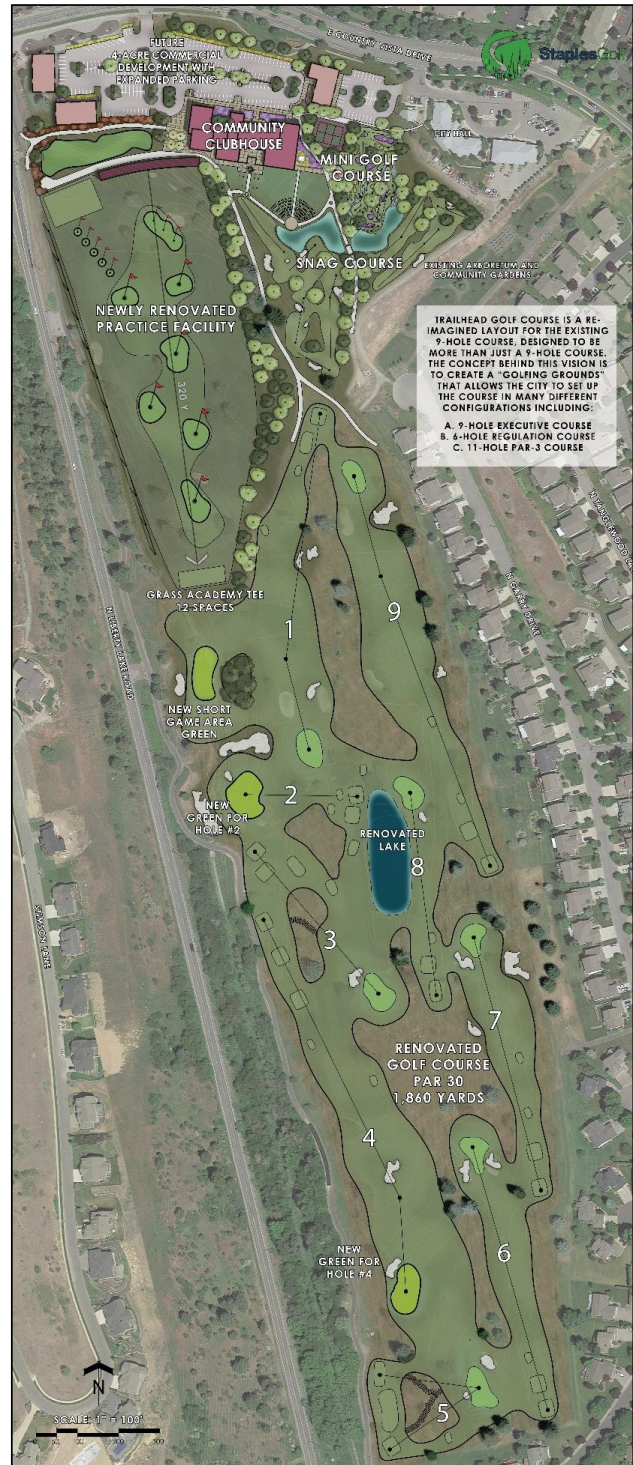 E COUNTRY VISTA DRIVE
StaplesGolf
FUTURE
4-ACRE COMMERCIAL
DEVELOPMENT WITH
EXPANDED PARKING
COMMUNITY
CLUBHOUSE
CITY HALL
MINI GOLF
COURSE
SNAG COURSE
EXISTING ARBORETUM AND
COMMUNITY GARDENS
NEWLY RENOVATED
PRACTICE FACILITY
320 Y
TRAILHEAD GOLF COURSE IS A RE-
IMAGINED LAYOUT FOR THE EXISTING
9-HOLE COURSE, DESIGNED TO BE
MORE THAN JUST A 9-HOLE COURSE.
THE CONCEPT BEHIND THIS VISION IS
TO CREATE A "GOLFING GROUNDS"
THAT ALLOWS THE CITY TO SET UP
THE COURSE IN MANY DIFFERENT
CONFIGURATIONS INCLUDING:
A. 9-HOLE EXECUTIVE COURSE
B. 6-HOLE REGULATION COURSE
C. 11-HOLE PAR-3 COURSE
N TANGLEWOOD
N GARRY DRIVE
GRASS ACADEMY TEE
12 SPACES
N LIBERTY LAKE ROAD
1
9
NEW SHORT
GAME AREA
GREEN
2
NEW
GREEN FOR
HOLE #2
RENOVATED
LAKE
8
3
7
RENOVATED
GOLF COURSE
PAR 30
1,860 YARDS
4
6
NEW
GREEN FOR
HOLE #4
5
N
SCALE: 1" = 100'